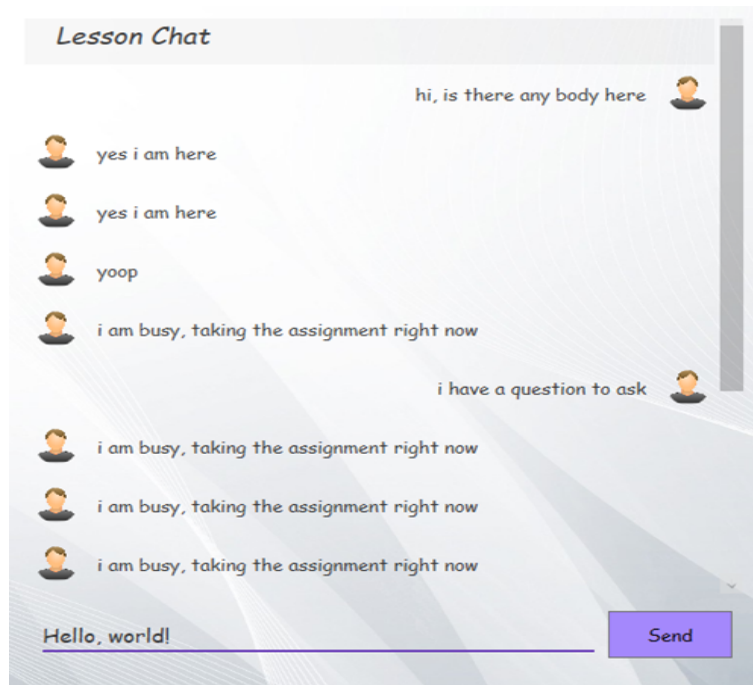 Lesson Chat
hi, is there any body here
yes i am here
yes i am here
yoop
i am busy, taking the assignment right now
i have a question to ask
i am busy, taking the assignment right now
i am busy, taking the assignment right now
i am busy, taking the assignment right now
Hello, world!
Send